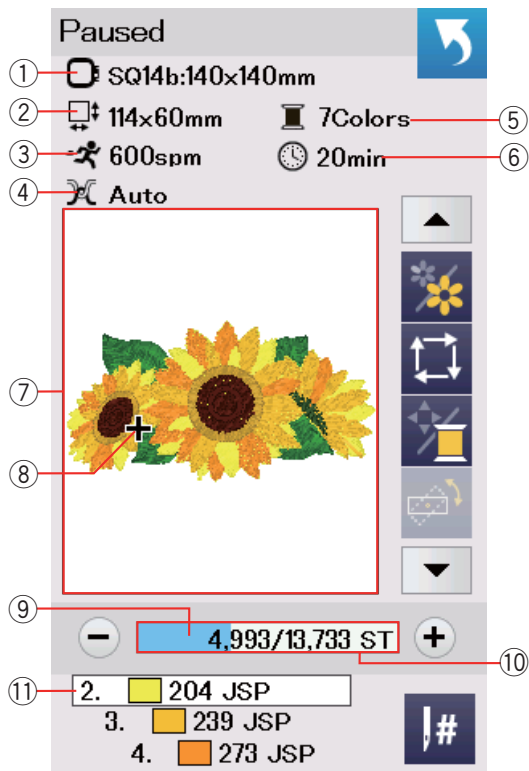 Paused
① SQ14b:140x140mm
② 114x60mm 7Colors ⑤
③ 600spm 20min ⑥
④ Auto
⑦
⑧
⑨ − 4,993/13,733 ST + ⑩
⑪ 2. 204 JSP
3. 239 JSP
4. 273 JSP
#